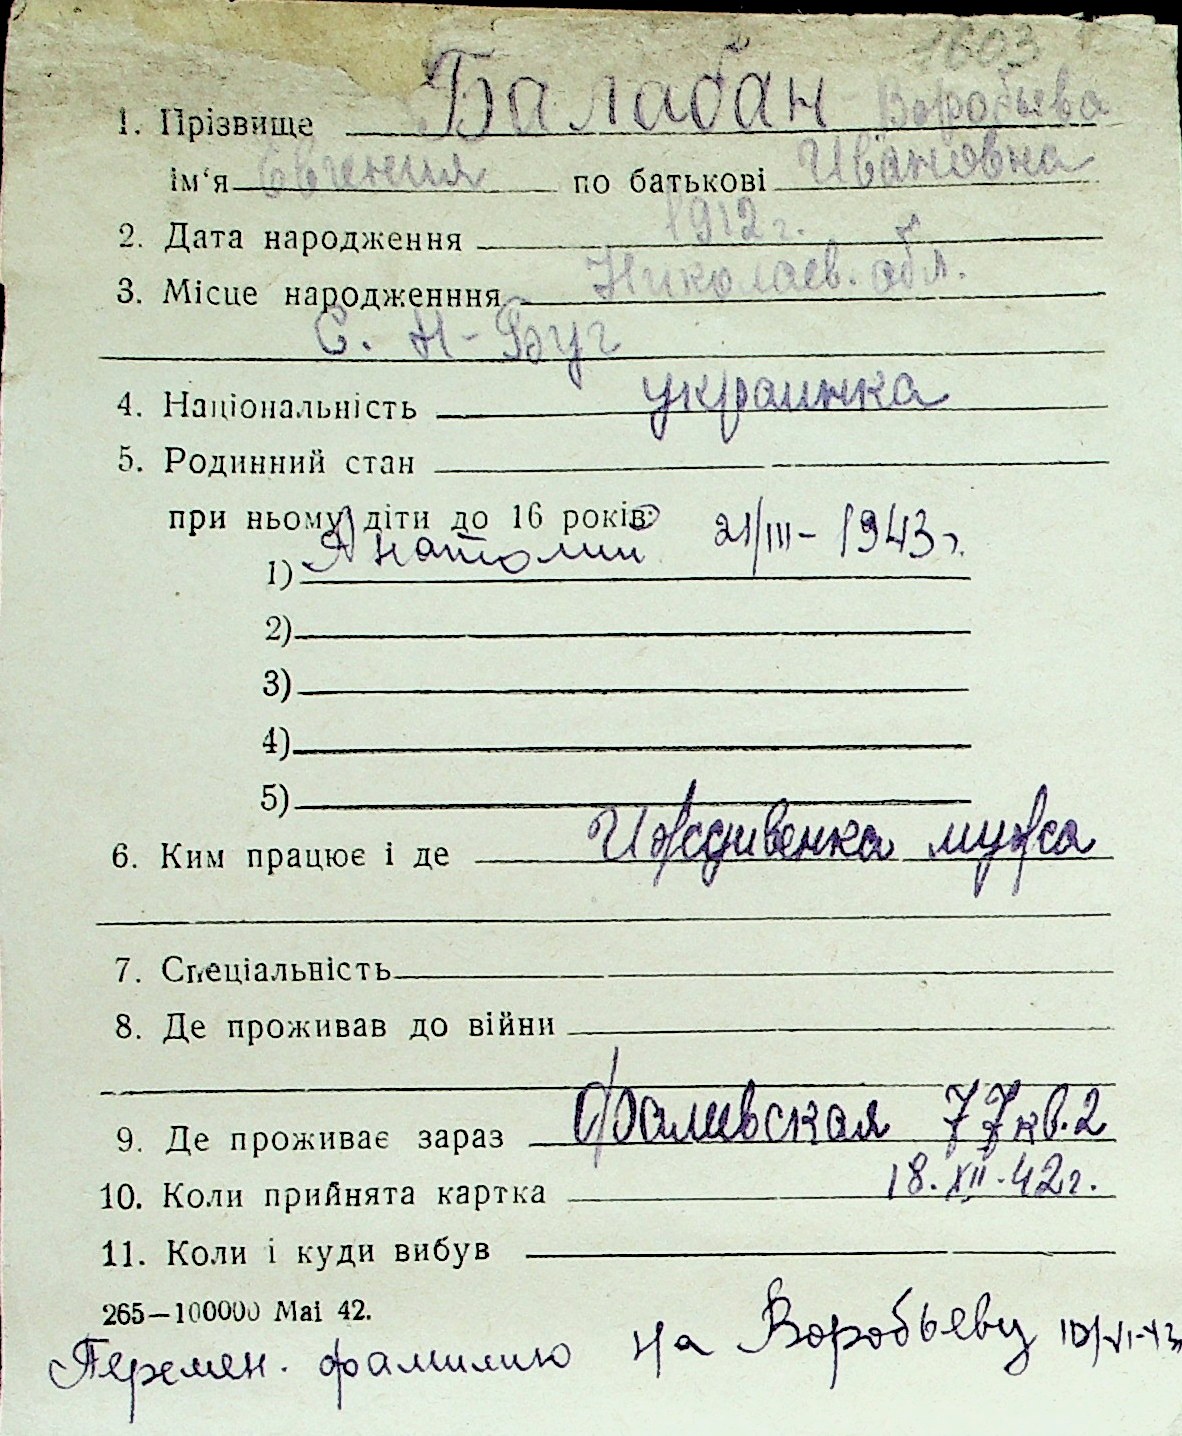 1603
1. Прізвище Балабан Воробьева
ім'я Евгения по батькові Ивановна
2. Дата народження 1912 г.
3. Місце народженння Николаев. обл.
С. Н-Буг
4. Національність украинка
5. Родинний стан
при ньому діти до 16 років:
1) Анатолий 21/III - 1943 г.
2)
3)
4)
5)
6. Ким працює і де Иждивенка мужа
7. Спеціальність
8. Де проживав до війни
9. Де проживає зараз Фалиевская 77 кв. 2
10. Коли прийнята картка 18. XII. 42 г.
11. Коли і куди вибув
265—100000 Mai 42.
Перемен. фамилию на Воробьеву 10/VI-43